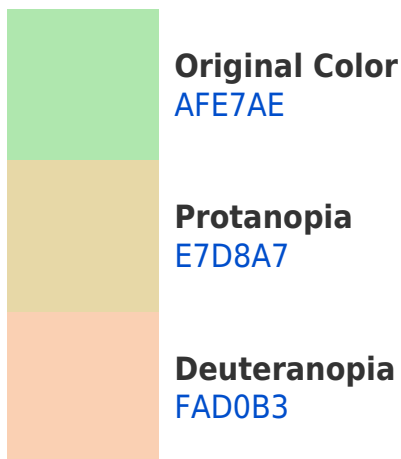 Original Color
AFE7AE
Protanopia
E7D8A7
Deuteranopia
FAD0B3